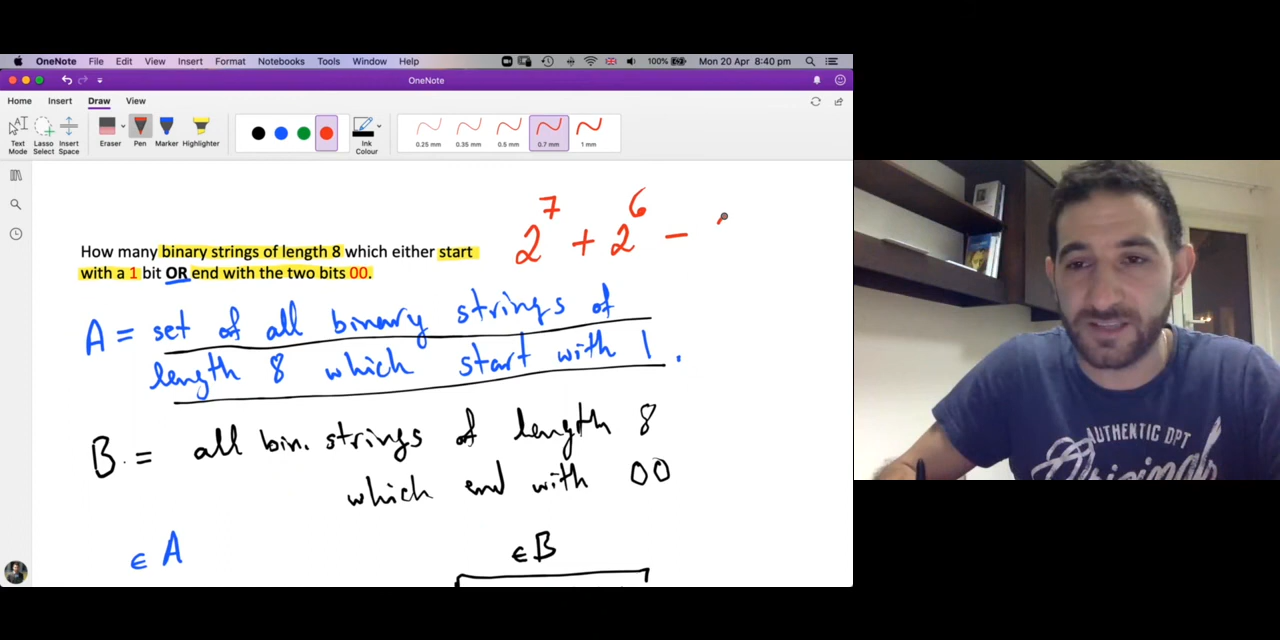 OneNote File Edit View Insert Format Notebooks Tools Window Help 100% Mon 20 Apr 8:40 pm
OneNote
Home Insert Draw View
Text Mode
Lasso Select
Insert Space
Eraser
Pen
Marker
Highlighter
Ink Colour
0.25 mm
0.35 mm
0.5 mm
0.7 mm
1 mm
2⁷ + 2⁶ -
How many binary strings of length 8 which either start
with a 1 bit OR end with the two bits 00.
A = set of all binary strings of
length 8 which start with 1.
B = all bin. strings of length 8
which end with 00
∈ A
∈ B
AUTHENTIC DPT
Originals